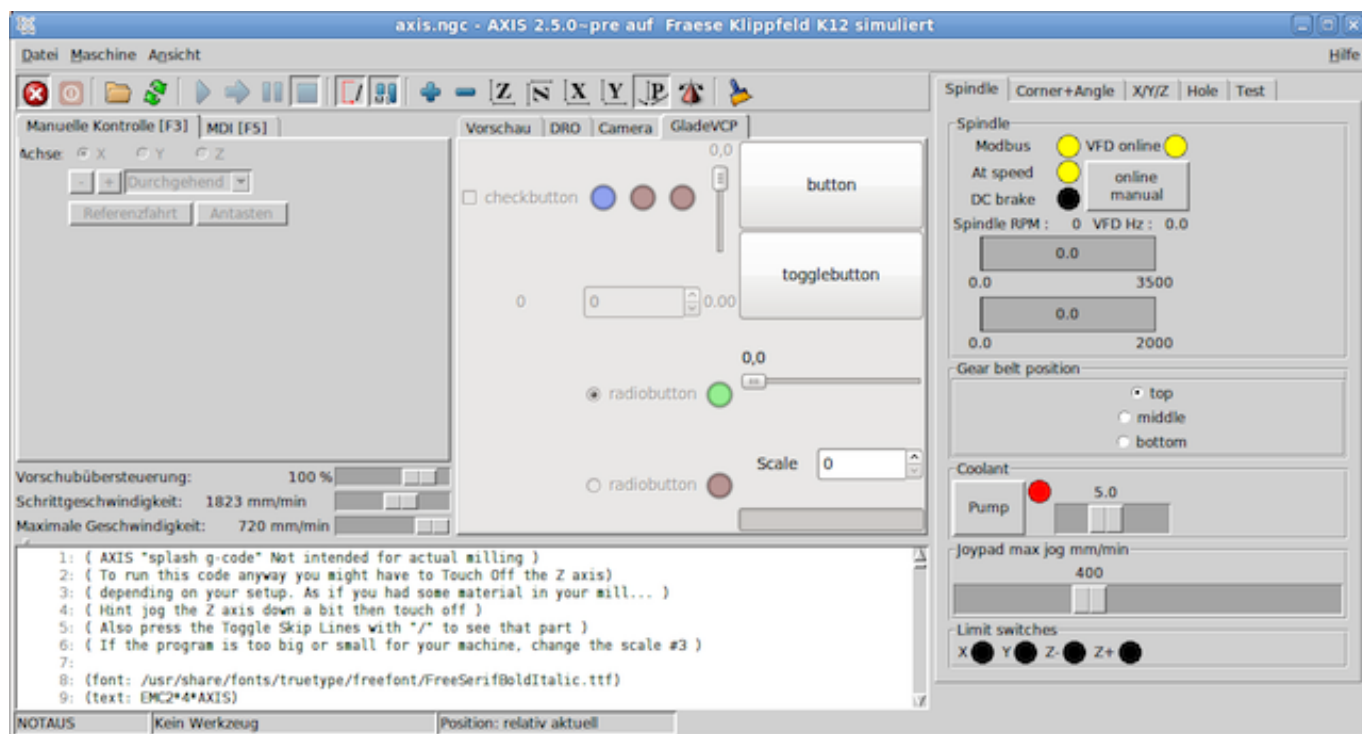 axis.ngc - AXIS 2.5.0~pre auf Fraese Klippfeld K12 simuliert
Datei Maschine Ansicht Hilfe
Manuelle Kontrolle [F3] MDI [F5]
Achse: X Y Z
- + Durchgehend
Referenzfahrt Antasten
Vorschubübersteuerung: 100 %
Schrittgeschwindigkeit: 1823 mm/min
Maximale Geschwindigkeit: 720 mm/min
Vorschau DRO Camera GladeVCP
0,0
checkbutton
button
togglebutton
0 0 0.00
0,0
radiobutton
Scale 0
radiobutton
1: ( AXIS "splash g-code" Not intended for actual milling )
2: ( To run this code anyway you might have to Touch Off the Z axis)
3: ( depending on your setup. As if you had some material in your mill... )
4: ( Hint jog the Z axis down a bit then touch off )
5: ( Also press the Toggle Skip Lines with "/" to see that part )
6: ( If the program is too big or small for your machine, change the scale #3 )
7:
8: (font: /usr/share/fonts/truetype/freefont/FreeSerifBoldItalic.ttf)
9: (text: EMC2*4*AXIS)
NOTAUS Kein Werkzeug Position: relativ aktuell
Spindle Corner+Angle X/Y/Z Hole Test
Spindle
Modbus VFD online
At speed
DC brake
online
manual
Spindle RPM : 0 VFD Hz : 0.0
0.0
0.0 3500
0.0
0.0 2000
Gear belt position
top
middle
bottom
Coolant
Pump 5.0
Joypad max jog mm/min
400
Limit switches
X Y Z- Z+